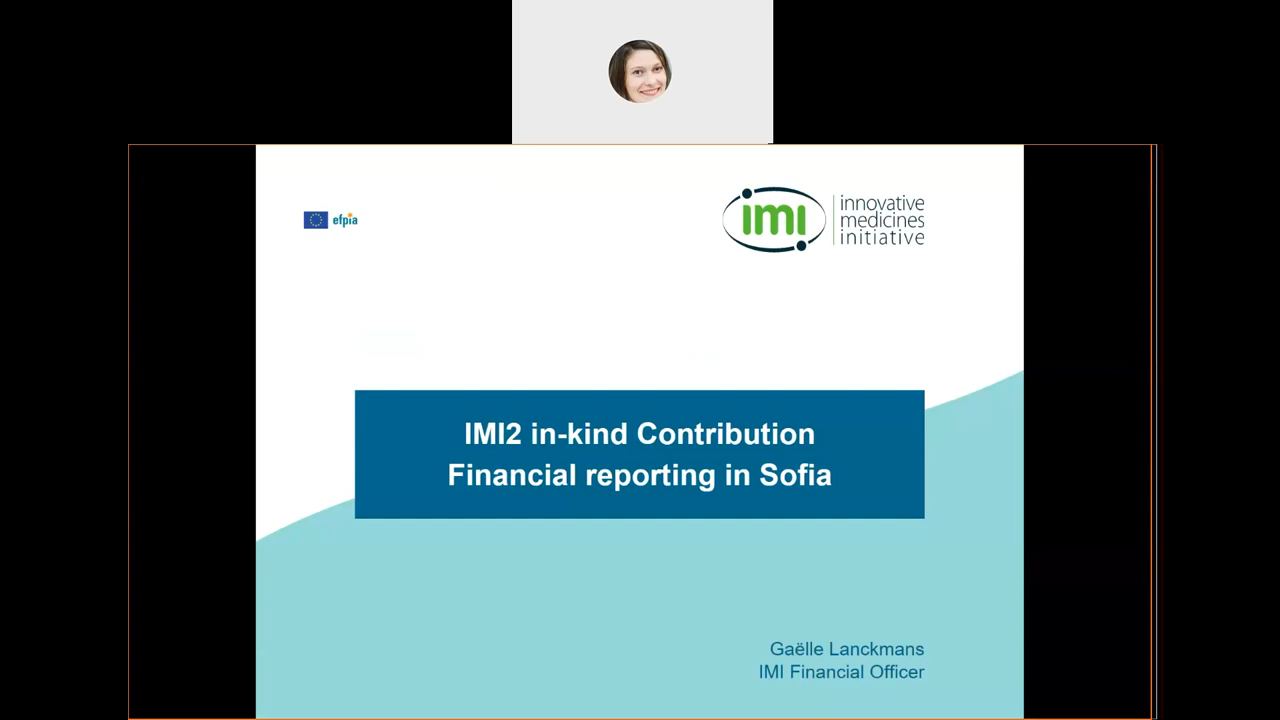 efpia
imi
innovative
medicines
initiative
IMI2 in-kind Contribution
Financial reporting in Sofia
Gaëlle Lanckmans
IMI Financial Officer